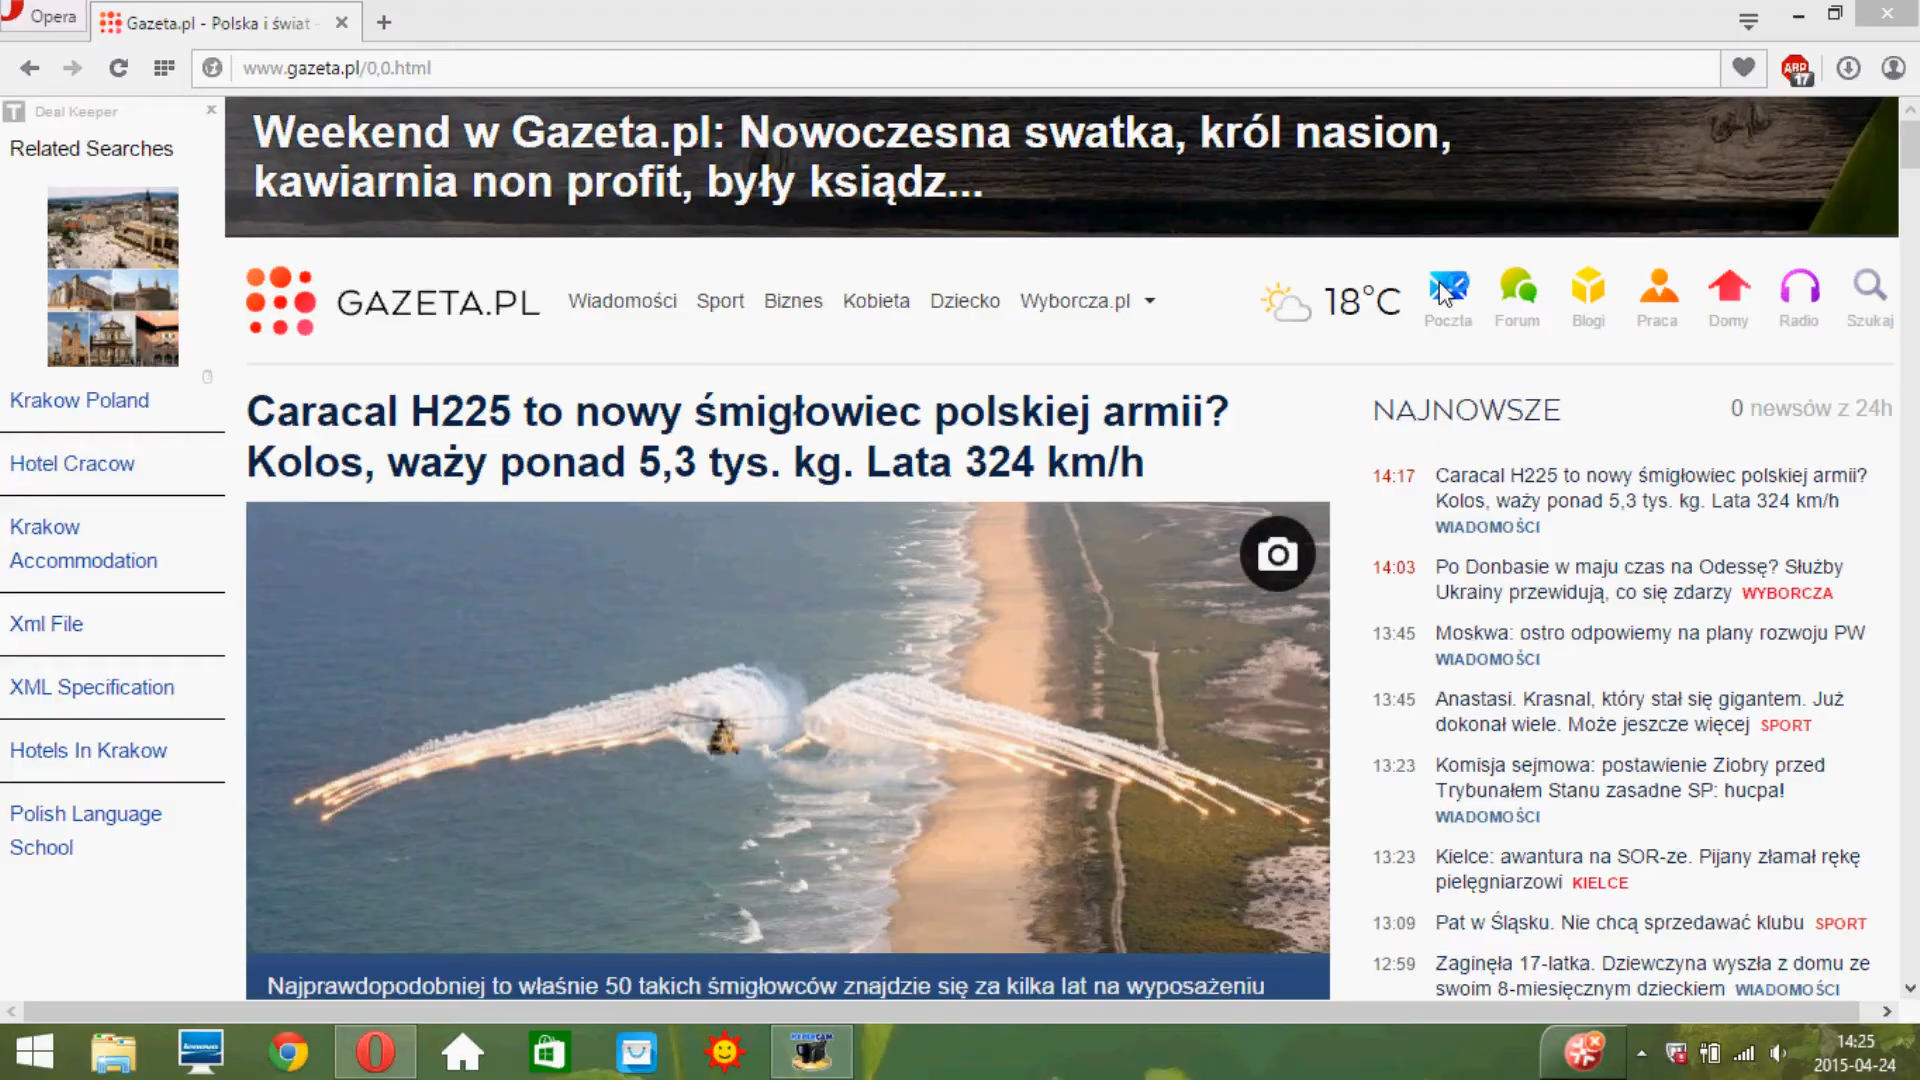 Opera
Gazeta.pl - Polska i świat
www.gazeta.pl/0,0.html
ABP
17
T Deal Keeper
Related Searches
Krakow Poland
Hotel Cracow
Krakow
Accommodation
Xml File
XML Specification
Hotels In Krakow
Polish Language
School
Weekend w Gazeta.pl: Nowoczesna swatka, król nasion,
kawiarnia non profit, były ksiądz...
GAZETA.PL
Wiadomości Sport Biznes Kobieta Dziecko Wyborcza.pl
18°C
Poczta Forum Blogi Praca Domy Radio Szukaj
Caracal H225 to nowy śmigłowiec polskiej armii?
Kolos, waży ponad 5,3 tys. kg. Lata 324 km/h
Najprawdopodobniej to właśnie 50 takich śmigłowców znajdzie się za kilka lat na wyposażeniu
NAJNOWSZE 0 newsów z 24h
14:17 Caracal H225 to nowy śmigłowiec polskiej armii?
Kolos, waży ponad 5,3 tys. kg. Lata 324 km/h
WIADOMOŚCI
14:03 Po Donbasie w maju czas na Odessę? Służby
Ukrainy przewidują, co się zdarzy WYBORCZA
13:45 Moskwa: ostro odpowiemy na plany rozwoju PW
WIADOMOŚCI
13:45 Anastasi. Krasnal, który stał się gigantem. Już
dokonał wiele. Może jeszcze więcej SPORT
13:23 Komisja sejmowa: postawienie Ziobry przed
Trybunałem Stanu zasadne SP: hucpa!
WIADOMOŚCI
13:23 Kielce: awantura na SOR-ze. Pijany złamał rękę
pielęgniarzowi KIELCE
13:09 Pat w Śląsku. Nie chcą sprzedawać klubu SPORT
12:59 Zaginęła 17-latka. Dziewczyna wyszła z domu ze
swoim 8-miesięcznym dzieckiem WIADOMOŚCI
lenovo
HYPERCAM
14:25
2015-04-24